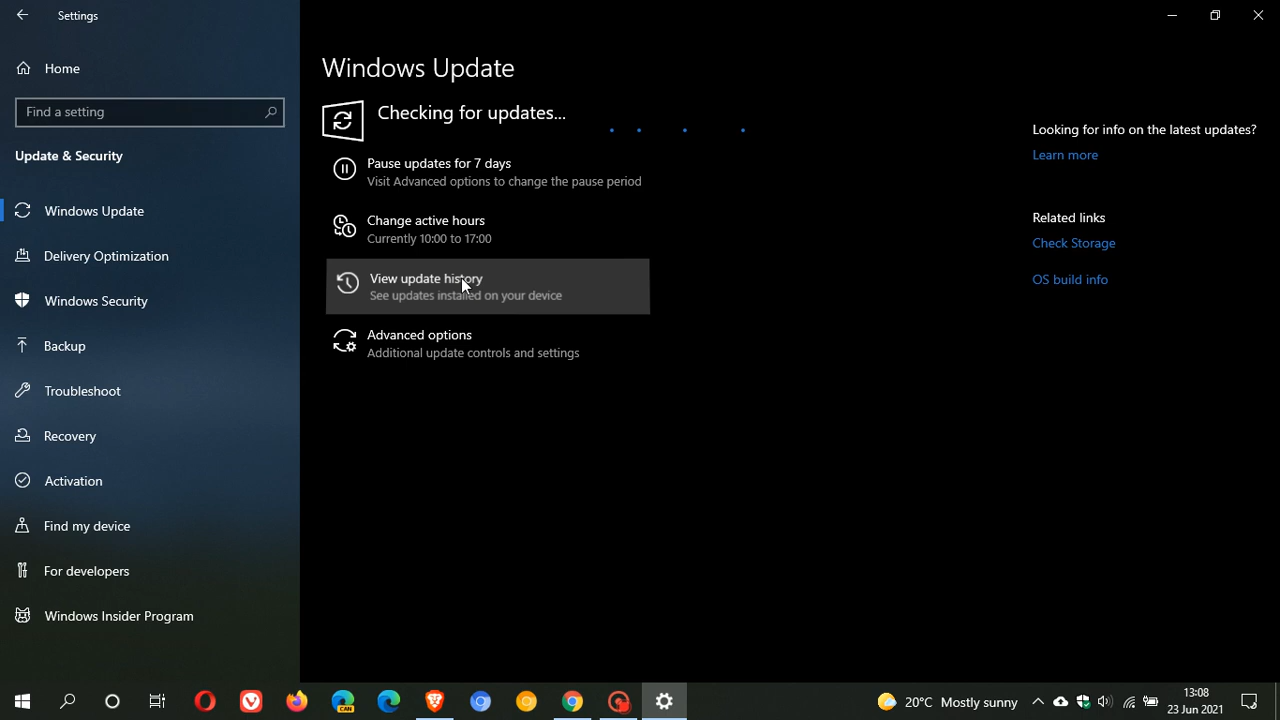 Settings
Home
Find a setting
Update & Security
Windows Update
Delivery Optimization
Windows Security
Backup
Troubleshoot
Recovery
Activation
Find my device
For developers
Windows Insider Program
Windows Update
Checking for updates...
Pause updates for 7 days
Visit Advanced options to change the pause period
Change active hours
Currently 10:00 to 17:00
View update history
See updates installed on your device
Advanced options
Additional update controls and settings
Looking for info on the latest updates?
Learn more
Related links
Check Storage
OS build info
CAN
20°C Mostly sunny
13:08
23 Jun 2021